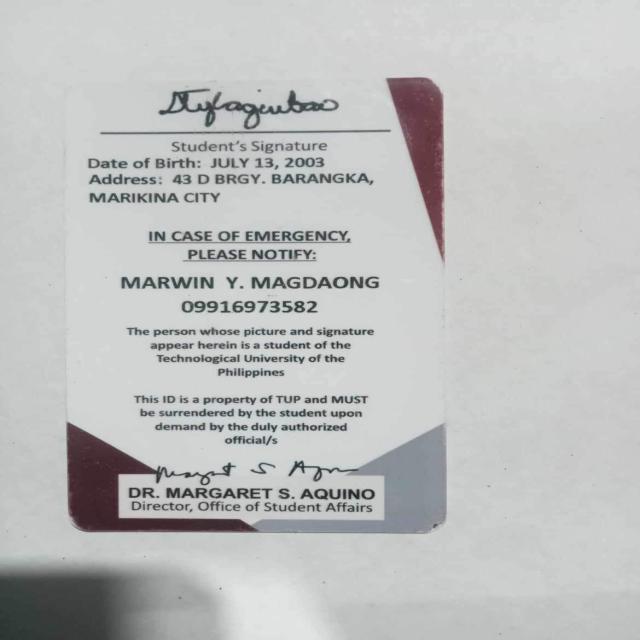 Student's Signature
Date of Birth: JULY 13, 2003
Address: 43 D BRGY. BARANGKA,
MARIKINA CITY
IN CASE OF EMERGENCY,
PLEASE NOTIFY:
MARWIN Y. MAGDAONG
09916973582
The person whose picture and signature
appear herein is a student of the
Technological University of the
Philippines
This ID is a property of TUP and MUST
be surrendered by the student upon
demand by the duly authorized
official/s
DR. MARGARET S. AQUINO
Director, Office of Student Affairs